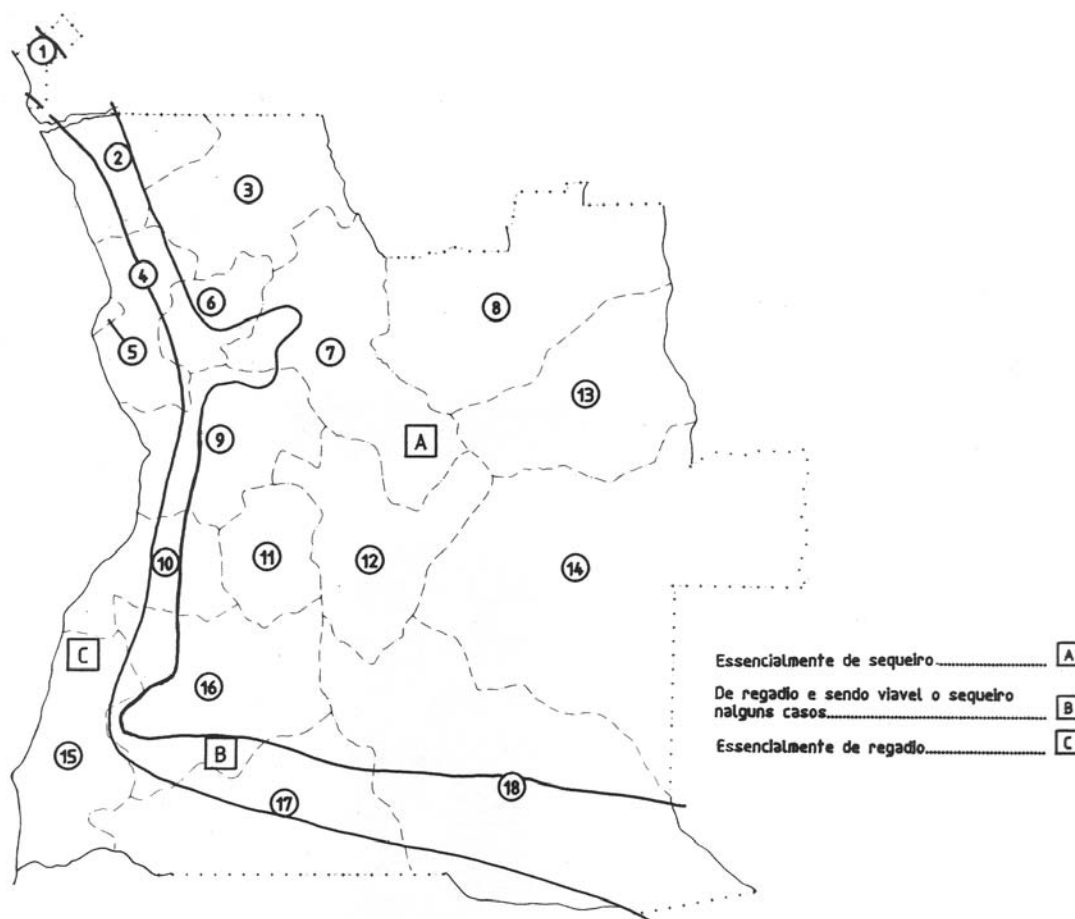 1
2
3
4
6
8
5
7
13
9
A
11
12
14
10
C
16
15
B
18
17
Essencialmente de sequeiro A
De regadio e sendo viavel o sequeiro
nalguns casos B
Essencialmente de regadio C